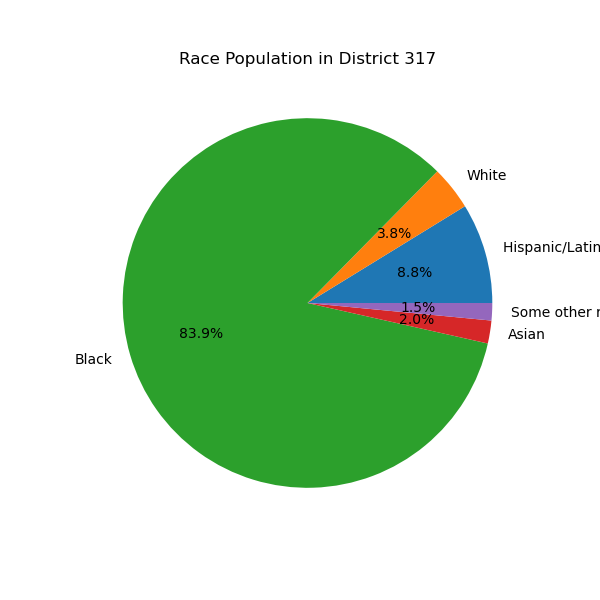 Race Population in District 317
White
3.8%
Hispanic/Latin
8.8%
1.5%
Some other
2.0%
Asian
83.9%
Black